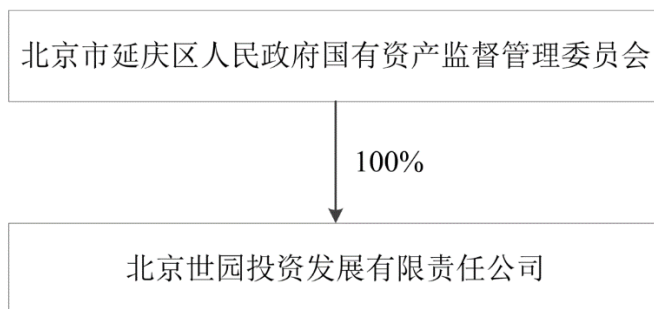 北京市延庆区人民政府国有资产监督管理委员会
100%
北京世园投资发展有限责任公司